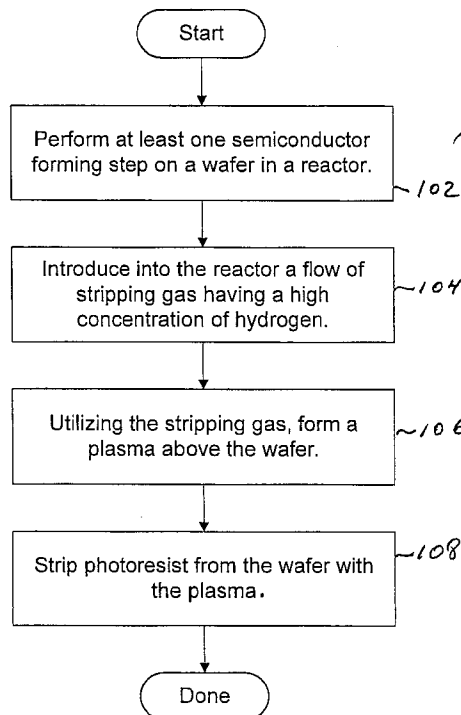 Start
Perform at least one semiconductor
forming step on a wafer in a reactor.
102
Introduce into the reactor a flow of
stripping gas having a high
concentration of hydrogen.
104
Utilizing the stripping gas, form a
plasma above the wafer.
106
Strip photoresist from the wafer with
the plasma.
108
Done